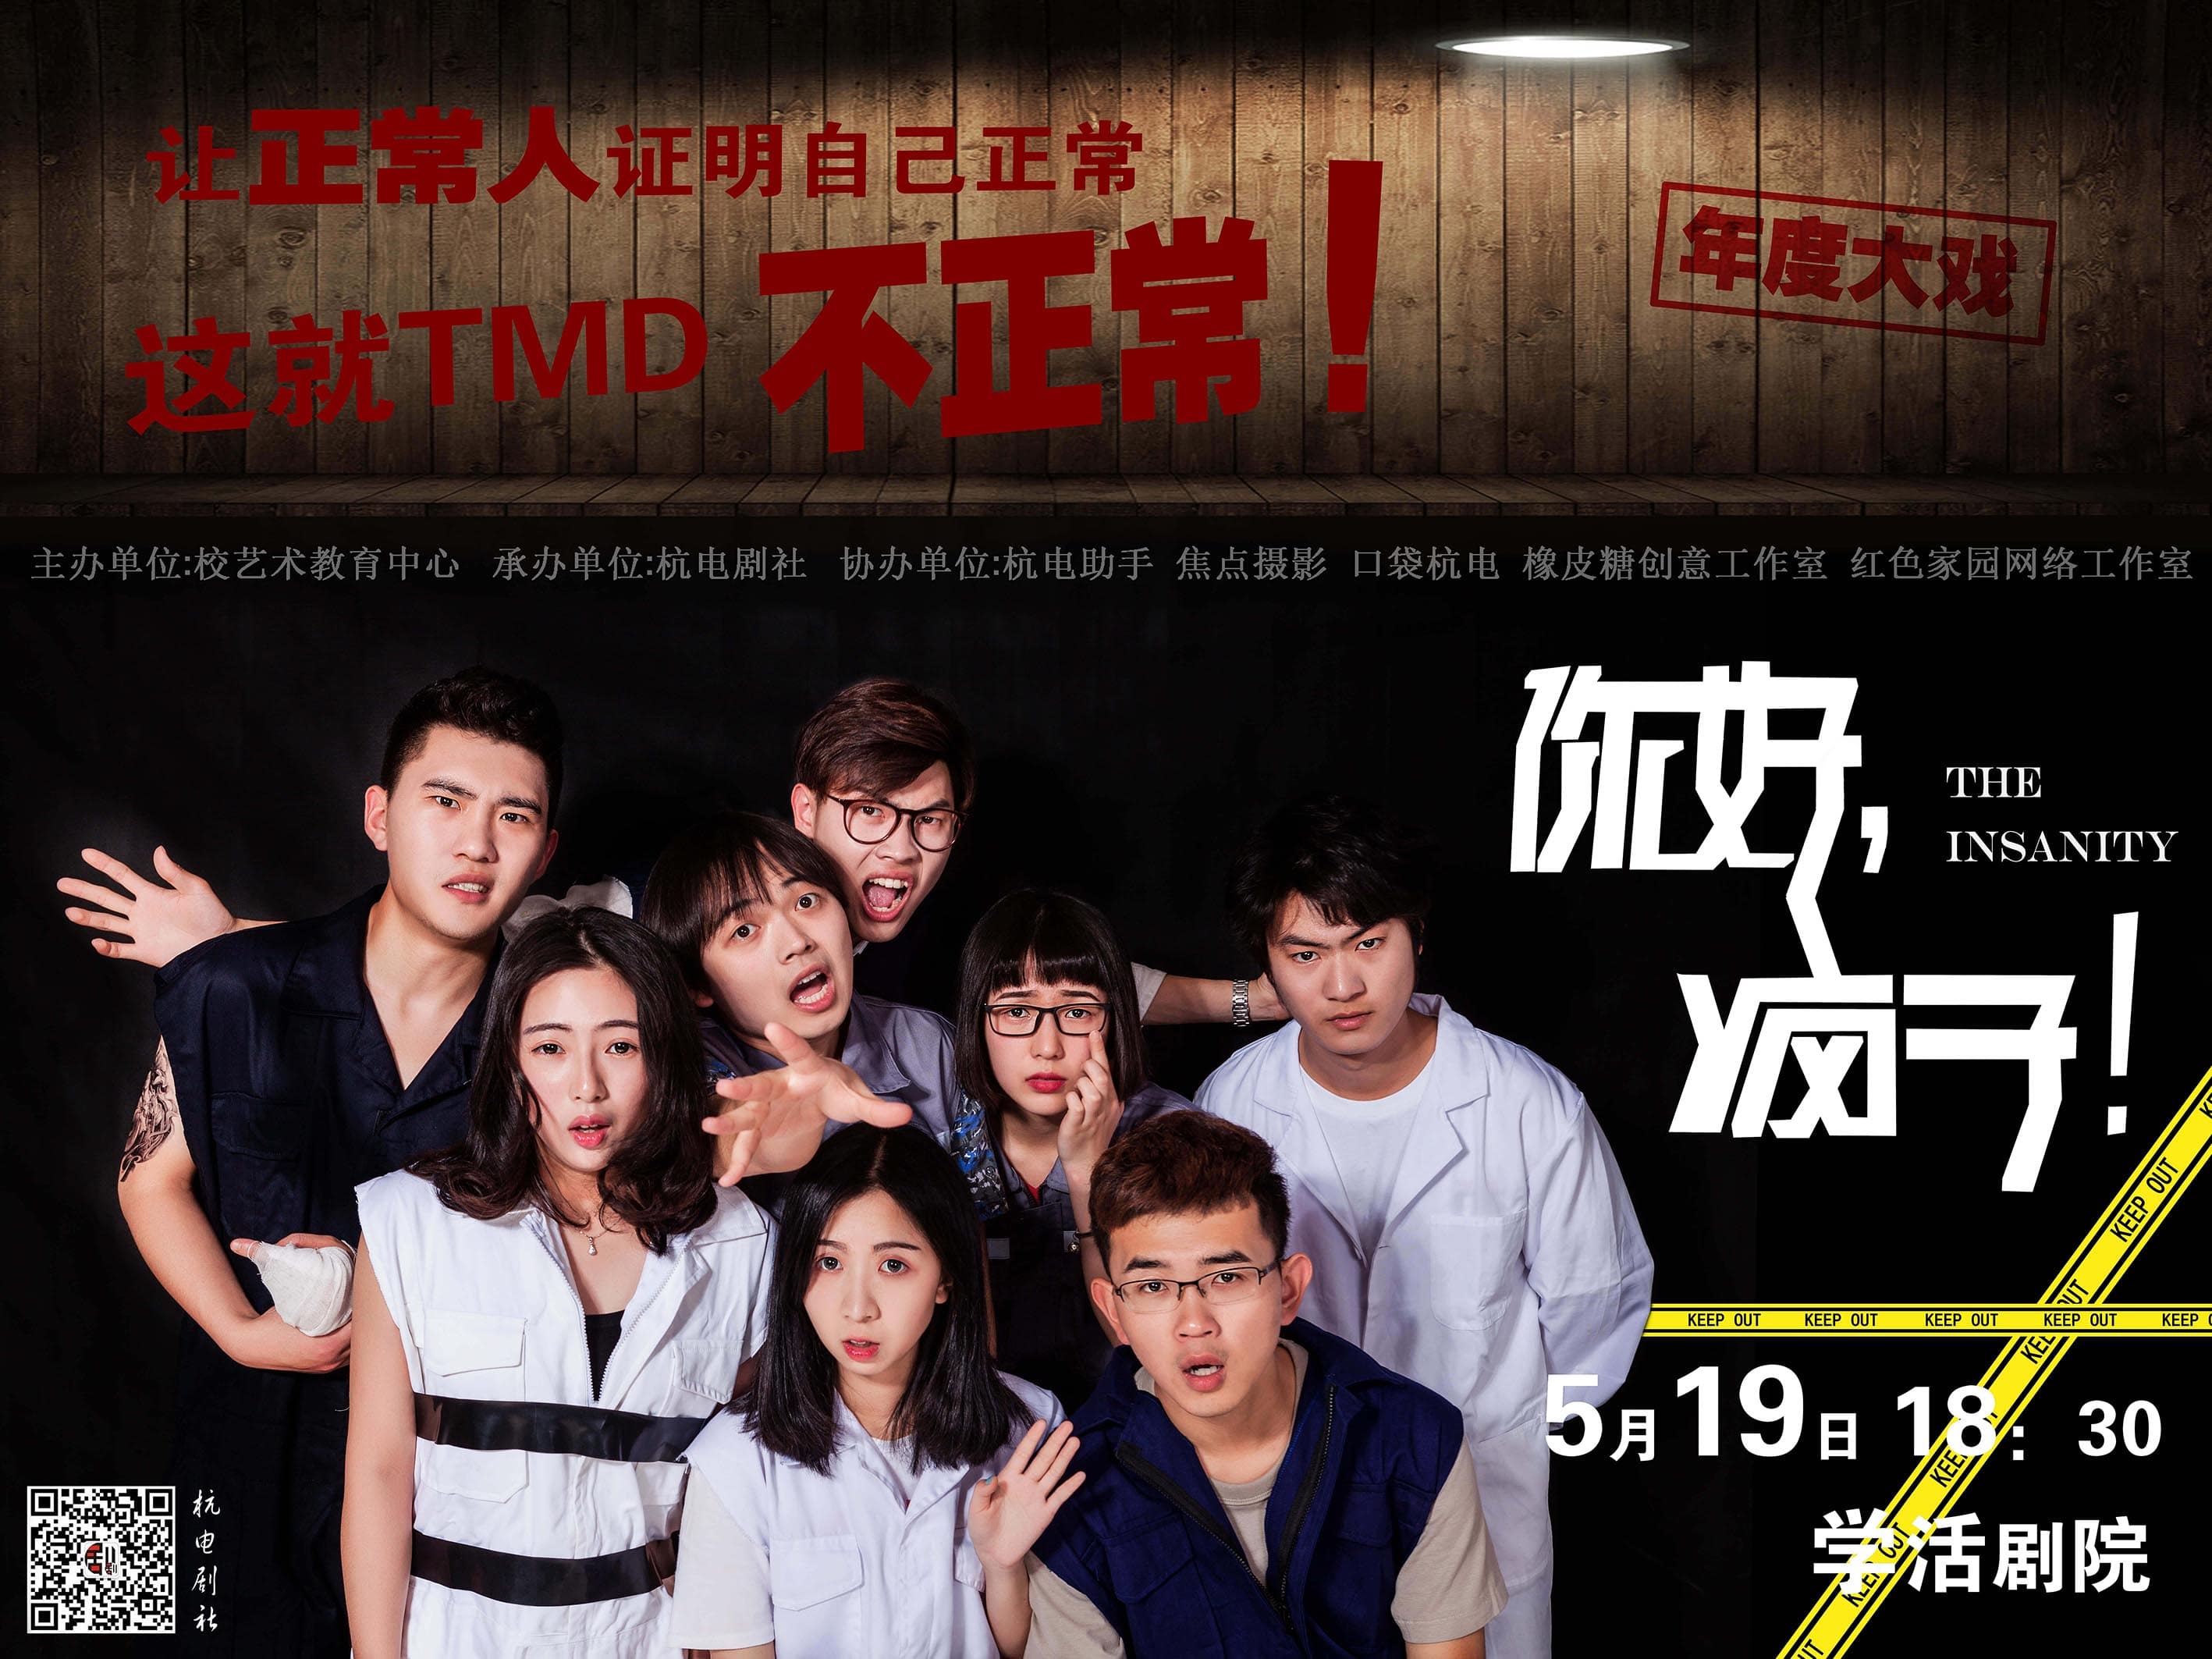 让正常人证明自己正常
这就TMD不正常!
年度大戏
主办单位:校艺术教育中心 承办单位:杭电剧社 协办单位:杭电助手 焦点摄影 口袋杭电 橡皮糖创意工作室 红色家园网络工作室
你好,
THE
INSANITY
疯子!
KEEP OUT
KEEP OUT KEEP OUT KEEP OUT KEEP OUT KEEP
5月19日 18:30
学活剧院
杭电剧社